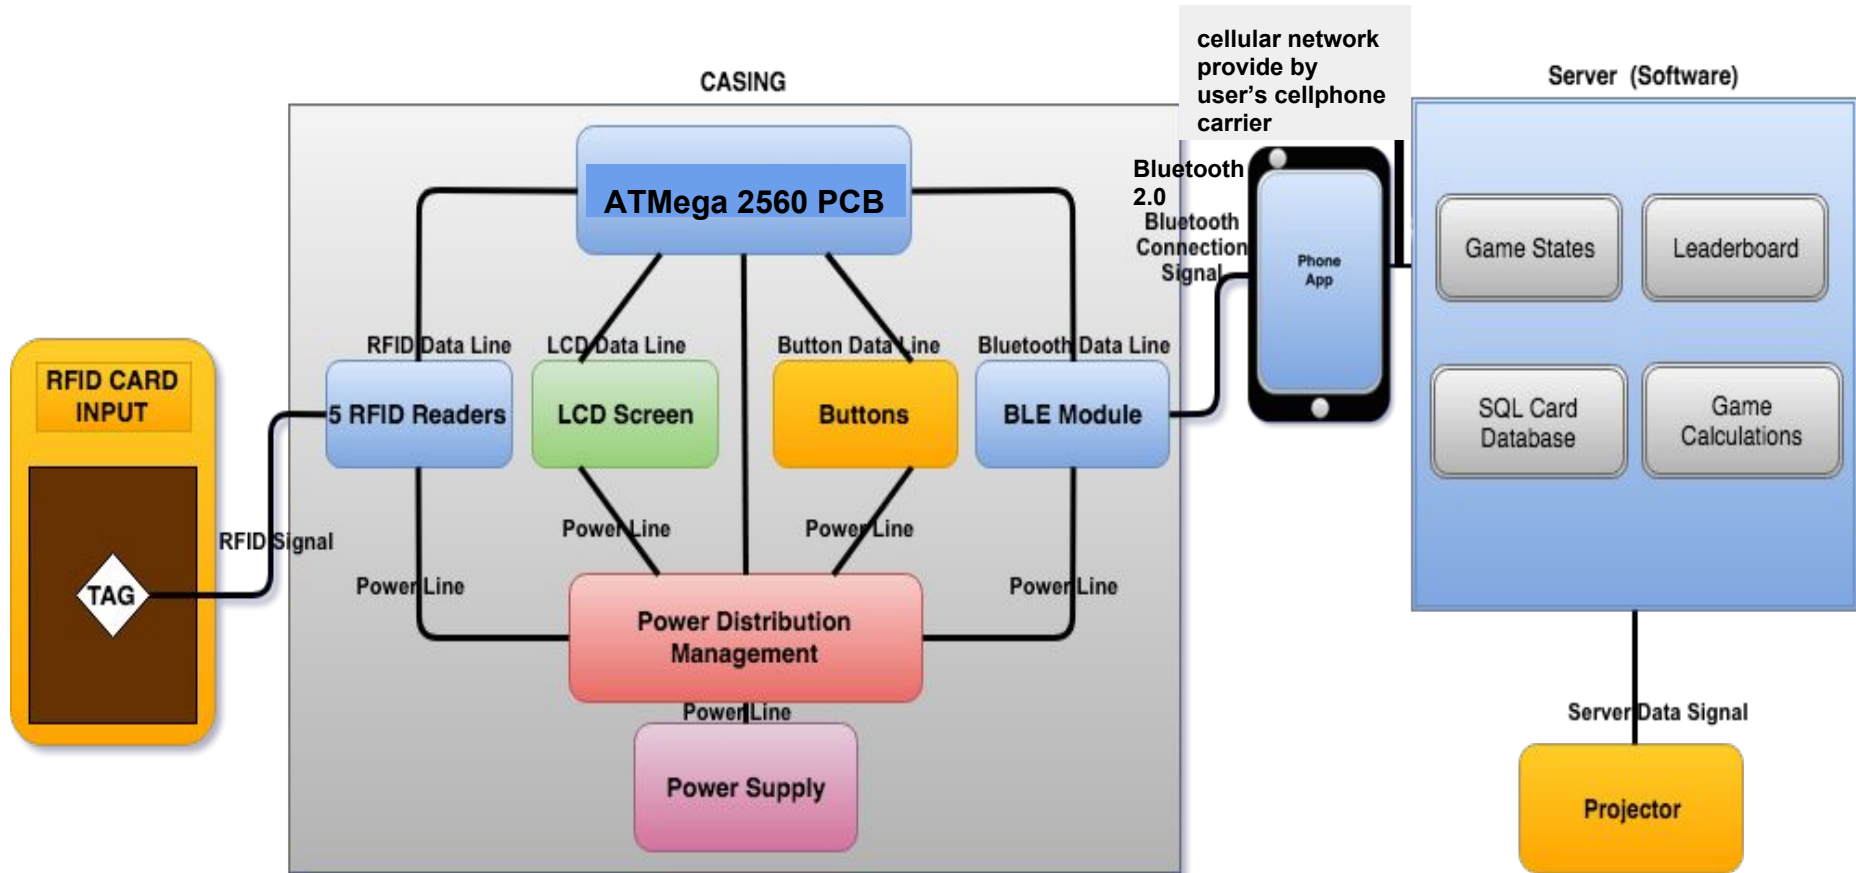 cellular network
provide by
user's cellphone
carrier
Server (Software)
CASING
Bluetooth
2.0
ATMega 2560 PCB
Bluetooth
Connection
Signal
Phone
App
Game States
Leaderboard
RFID Data Line
LCD Data Line
Button Data Line
Bluetooth Data Line
RFID CARD
INPUT
5 RFID Readers
LCD Screen
Buttons
BLE Module
SQL Card
Database
Game
Calculations
RFID Signal
Power Line
Power Line
TAG
Power Line
Power Line
Power Distribution
Management
Power Line
Server Data Signal
Power Supply
Projector